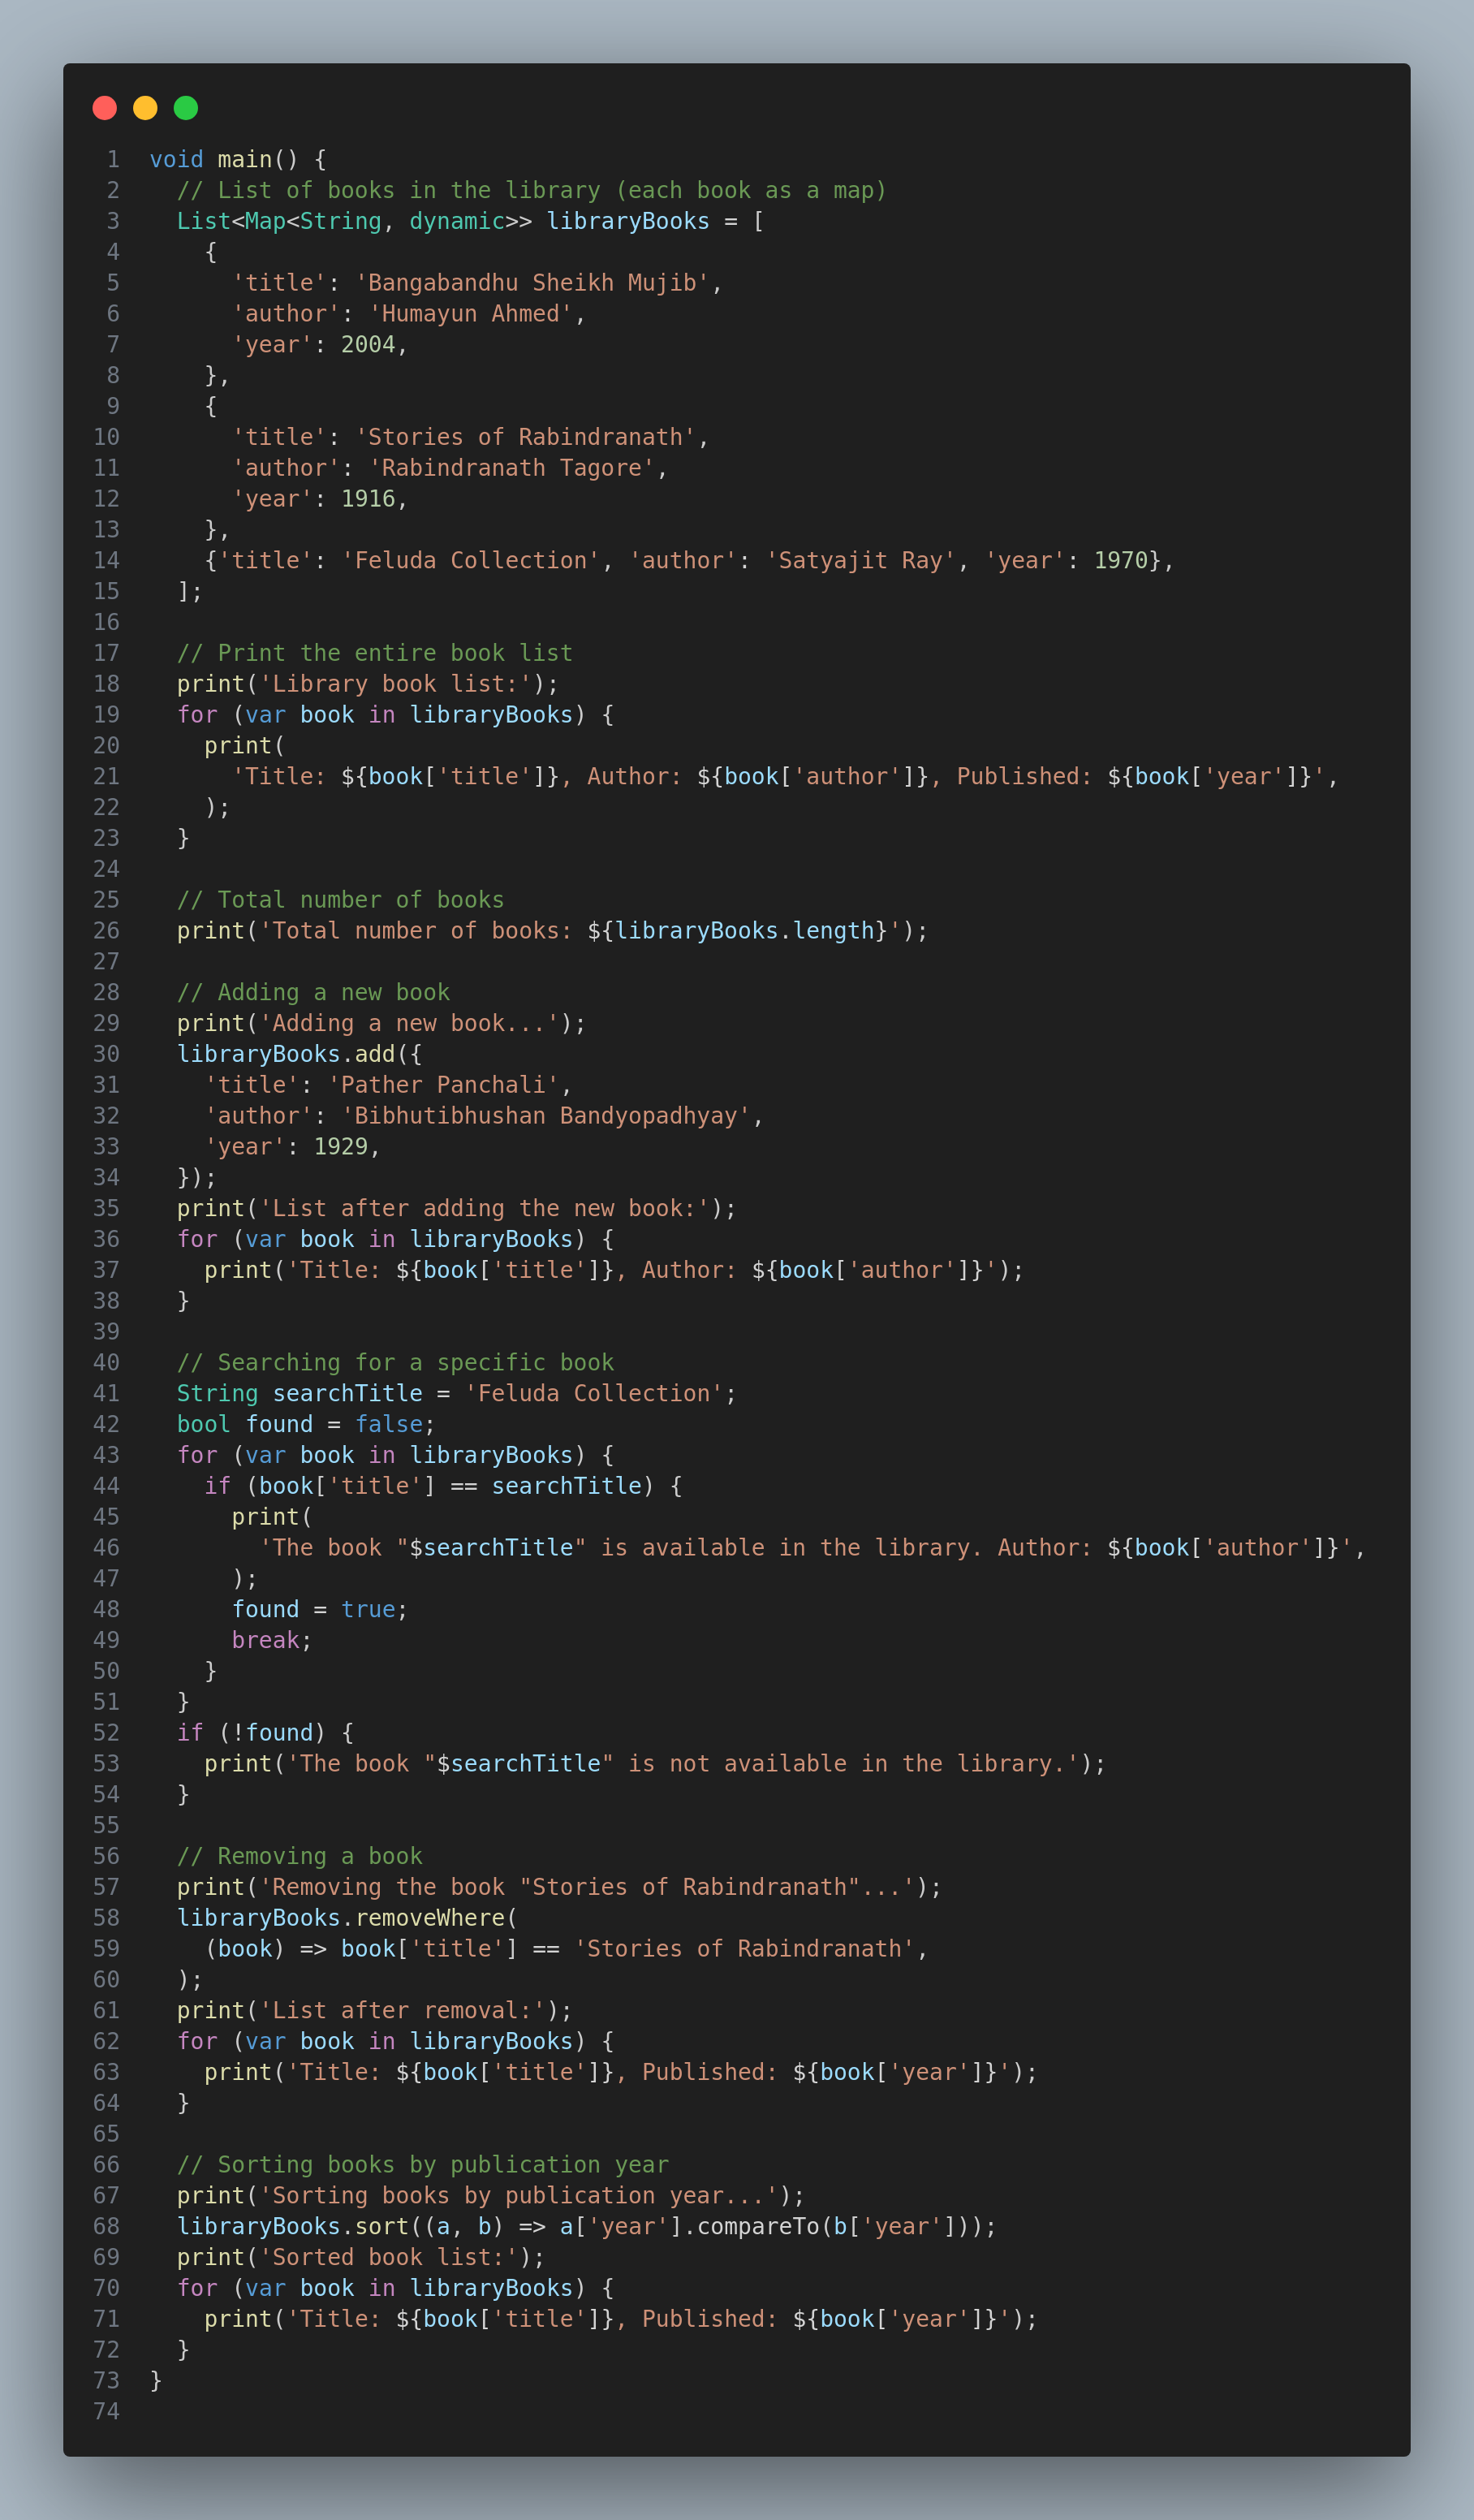 1 void main() {
2   // List of books in the library (each book as a map)
3   List<Map<String, dynamic>> libraryBooks = [
4     {
5       'title': 'Bangabandhu Sheikh Mujib',
6       'author': 'Humayun Ahmed',
7       'year': 2004,
8     },
9     {
10       'title': 'Stories of Rabindranath',
11       'author': 'Rabindranath Tagore',
12       'year': 1916,
13     },
14     {'title': 'Feluda Collection', 'author': 'Satyajit Ray', 'year': 1970},
15   ];
16
17   // Print the entire book list
18   print('Library book list:');
19   for (var book in libraryBooks) {
20     print(
21       'Title: ${book['title']}, Author: ${book['author']}, Published: ${book['year']}',
22     );
23   }
24
25   // Total number of books
26   print('Total number of books: ${libraryBooks.length}');
27
28   // Adding a new book
29   print('Adding a new book...');
30   libraryBooks.add({
31     'title': 'Pather Panchali',
32     'author': 'Bibhutibhushan Bandyopadhyay',
33     'year': 1929,
34   });
35   print('List after adding the new book:');
36   for (var book in libraryBooks) {
37     print('Title: ${book['title']}, Author: ${book['author']}');
38   }
39
40   // Searching for a specific book
41   String searchTitle = 'Feluda Collection';
42   bool found = false;
43   for (var book in libraryBooks) {
44     if (book['title'] == searchTitle) {
45       print(
46         'The book "$searchTitle" is available in the library. Author: ${book['author']}',
47       );
48       found = true;
49       break;
50     }
51   }
52   if (!found) {
53     print('The book "$searchTitle" is not available in the library.');
54   }
55
56   // Removing a book
57   print('Removing the book "Stories of Rabindranath"...');
58   libraryBooks.removeWhere(
59     (book) => book['title'] == 'Stories of Rabindranath',
60   );
61   print('List after removal:');
62   for (var book in libraryBooks) {
63     print('Title: ${book['title']}, Published: ${book['year']}');
64   }
65
66   // Sorting books by publication year
67   print('Sorting books by publication year...');
68   libraryBooks.sort((a, b) => a['year'].compareTo(b['year']));
69   print('Sorted book list:');
70   for (var book in libraryBooks) {
71     print('Title: ${book['title']}, Published: ${book['year']}');
72   }
73 }
74